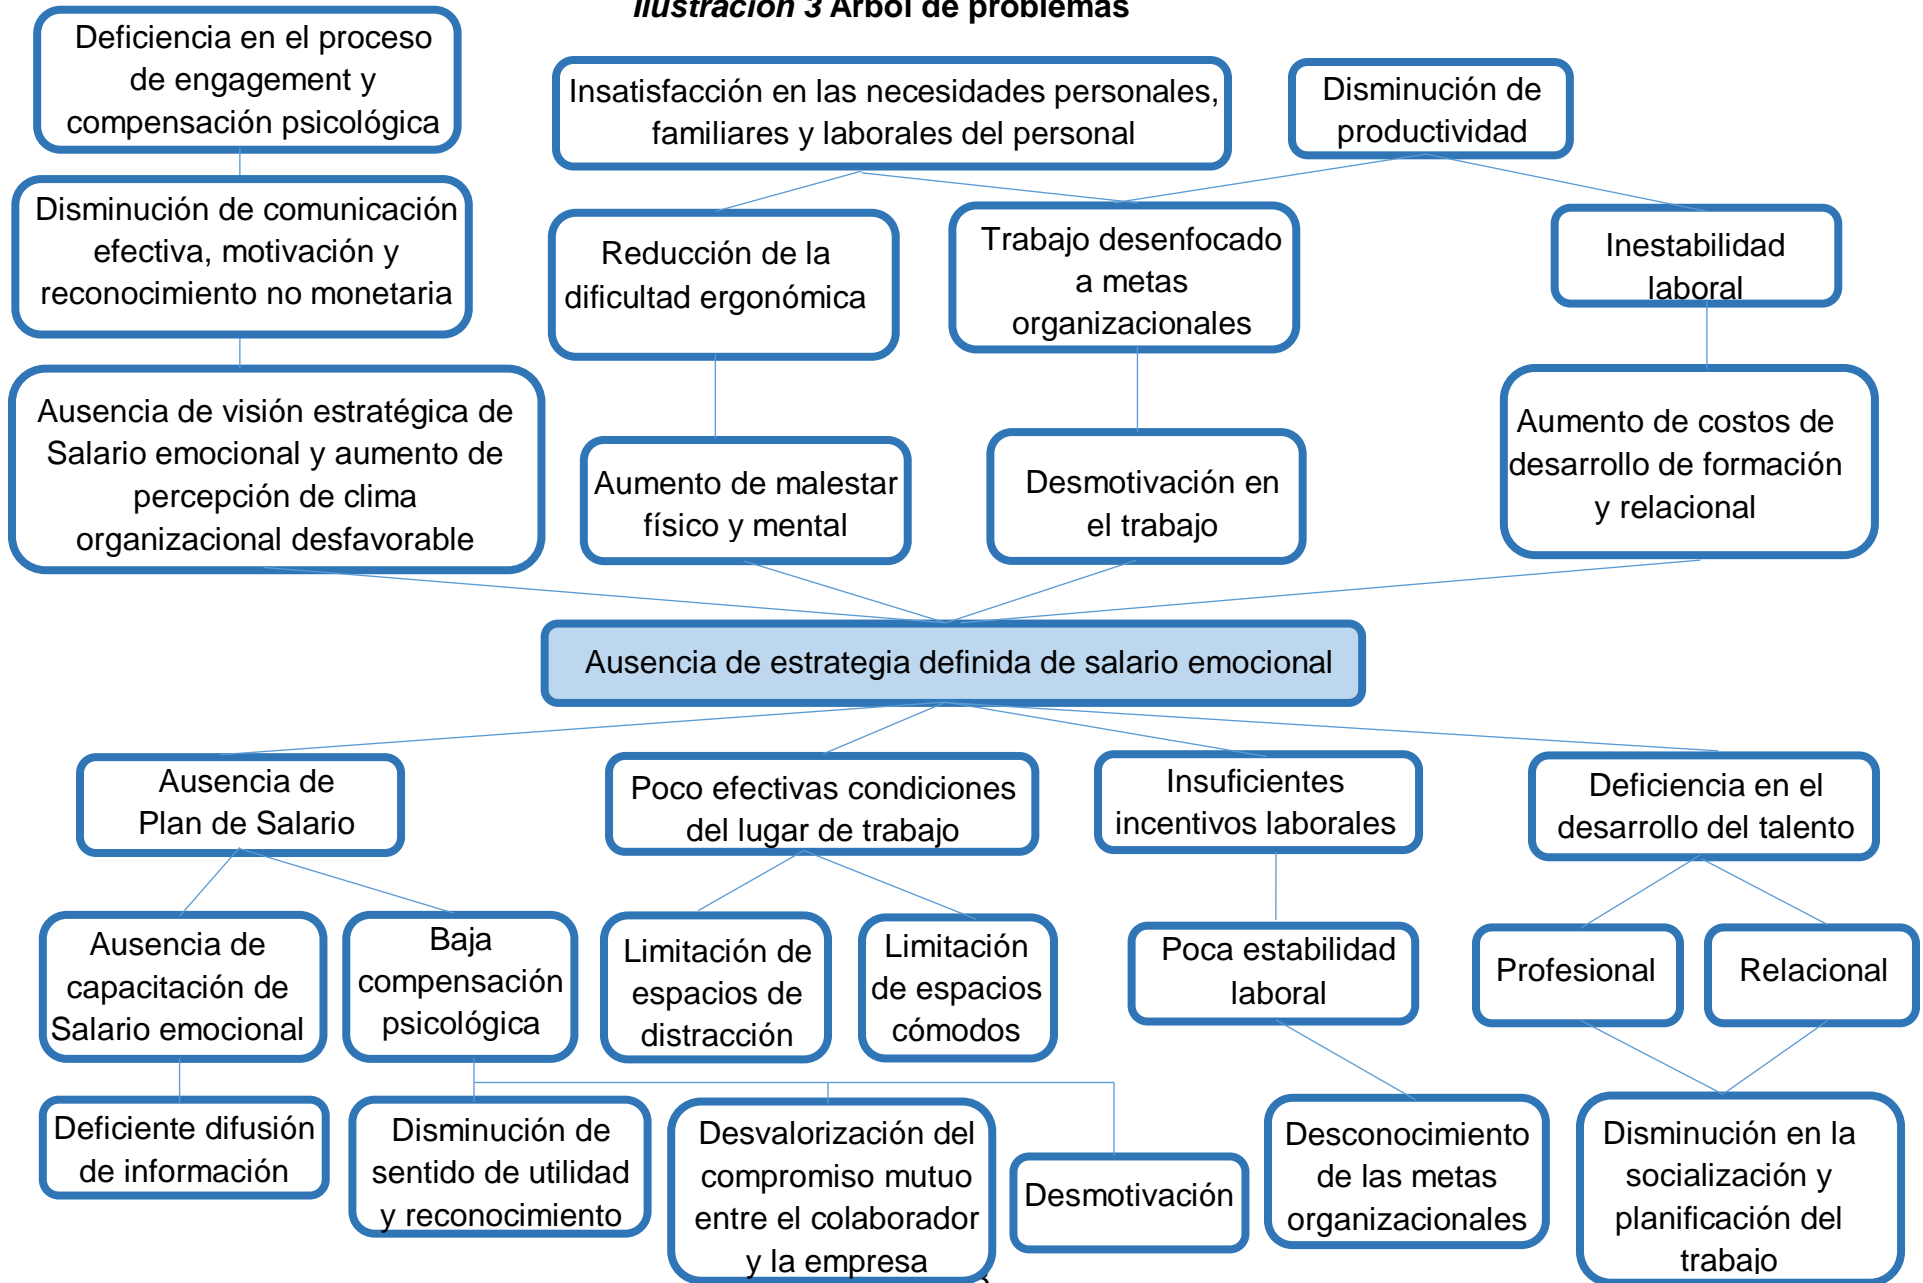 Ilustración 3 Árbol de problemas
Deficiencia en el proceso
de engagement y
compensación psicológica
Insatisfacción en las necesidades personales,
familiares y laborales del personal
Disminución de
productividad
Disminución de comunicación
efectiva, motivación y
reconocimiento no monetaria
Reducción de la
dificultad ergonómica
Trabajo desenfocado
a metas
organizacionales
Inestabilidad
laboral
Ausencia de visión estratégica de
Salario emocional y aumento de
percepción de clima
organizacional desfavorable
Aumento de malestar
físico y mental
Desmotivación en
el trabajo
Aumento de costos de
desarrollo de formación
y relacional
Ausencia de estrategia definida de salario emocional
Ausencia de
Plan de Salario
Poco efectivas condiciones
del lugar de trabajo
Insuficientes
incentivos laborales
Deficiencia en el
desarrollo del talento
Ausencia de
capacitación de
Salario emocional
Baja
compensación
psicológica
Limitación de
espacios de
distracción
Limitación
de espacios
cómodos
Poca estabilidad
laboral
Profesional
Relacional
Deficiente difusión
de información
Disminución de
sentido de utilidad
y reconocimiento
Desvalorización del
compromiso mutuo
entre el colaborador
y la empresa
Desmotivación
Desconocimiento
de las metas
organizacionales
Disminución en la
socialización y
planificación del
trabajo